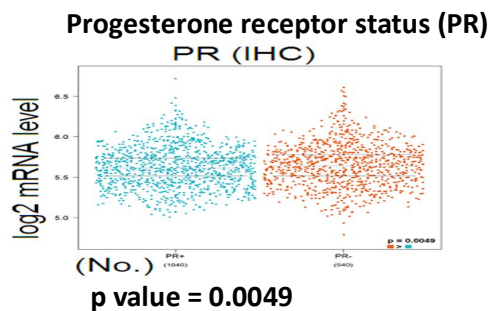 Progesterone receptor status (PR)
PR (IHC)
log2 mRNA level
6.5
6.0
5.5
5.0
p = 0.0049
>
PR+
PR-
(No.)
(1040)
(940)
p value = 0.0049